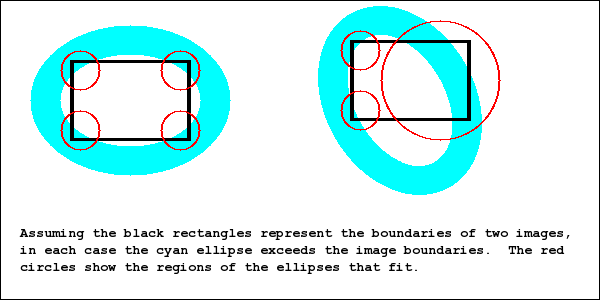 Assuming the black rectangles represent the boundaries of two images,
in each case the cyan ellipse exceeds the image boundaries.  The red
circles show the regions of the ellipses that fit.